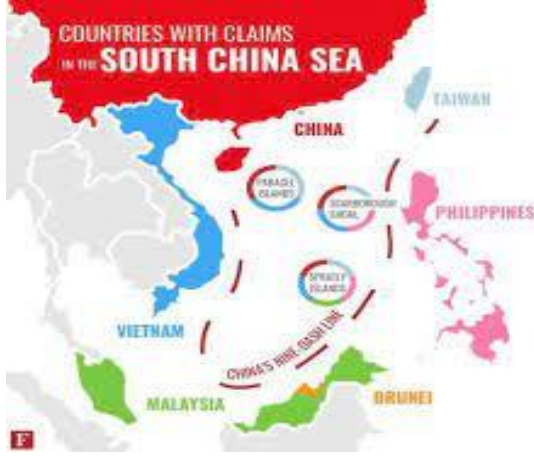 COUNTRIES WITH CLAIMS
IN THE SOUTH CHINA SEA
TAIWAN
CHINA
PARACEL
ISLANDS
SCARBOROUGH
SHOAL
PHILIPPINES
SPRATLY
ISLANDS
VIETNAM
CHINA'S NINE-DASH LINE
MALAYSIA
BRUNEI
F